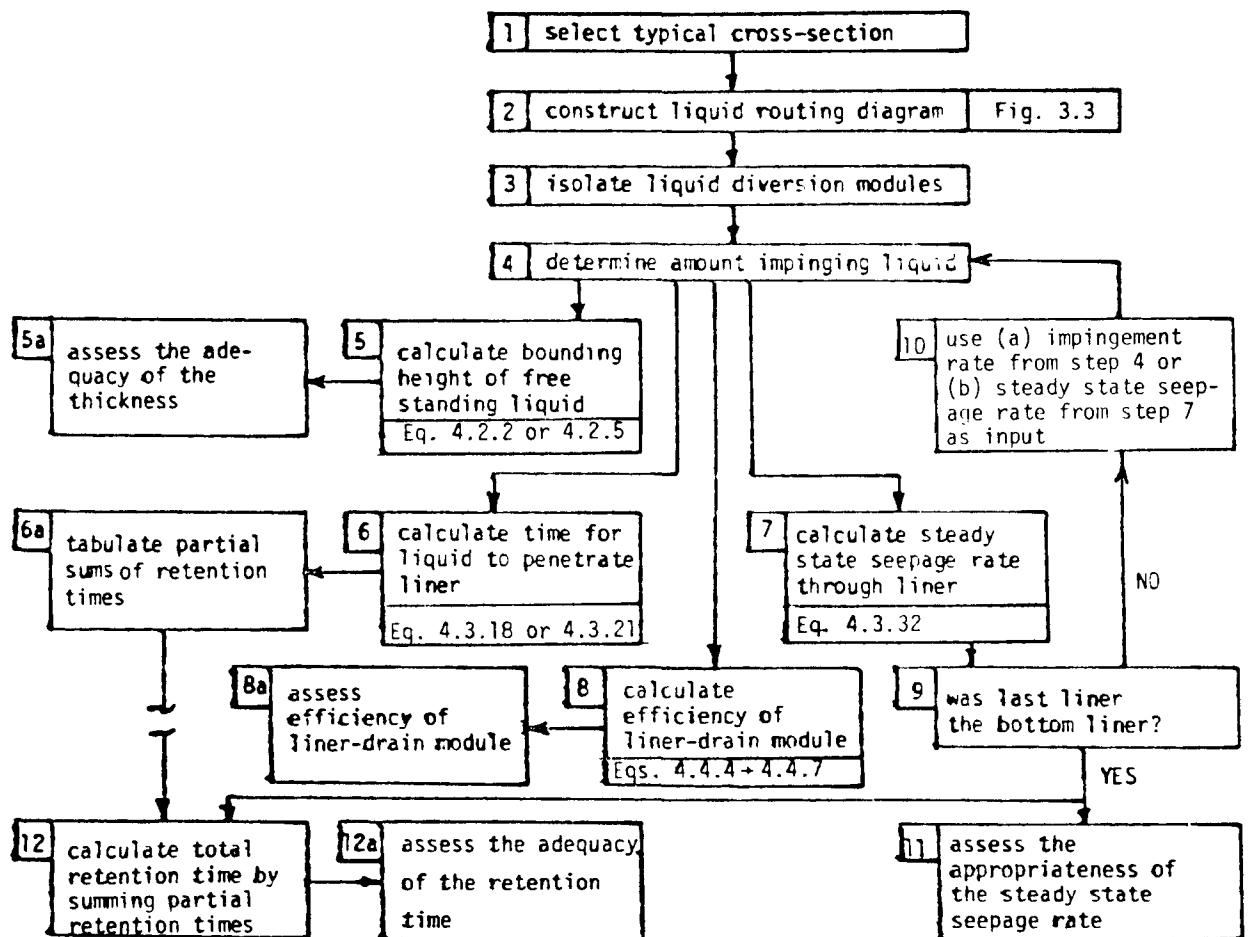 1 select typical cross-section
2 construct liquid routing diagram Fig. 3.3
3 isolate liquid diversion modules
4 determine amount impinging liquid
5a assess the ade-
quacy of the
thickness
5 calculate bounding
height of free
standing liquid
Eq. 4.2.2 or 4.2.5
10 use (a) impingement
rate from step 4 or
(b) steady state seep-
age rate from step 7
as input
6a tabulate partial
sums of retention
times
6 calculate time for
liquid to penetrate
liner
Eq. 4.3.18 or 4.3.21
7 calculate steady
state seepage rate
through liner
Eq. 4.3.32
NO
8a assess
efficiency of
liner-drain module
8 calculate
efficiency of
liner-drain module
Eqs. 4.4.4→4.4.7
9 was last liner
the bottom liner?
YES
12 calculate total
retention time by
summing partial
retention times
12a assess the adequacy
of the retention
time
11 assess the
appropriateness of
the steady state
seepage rate